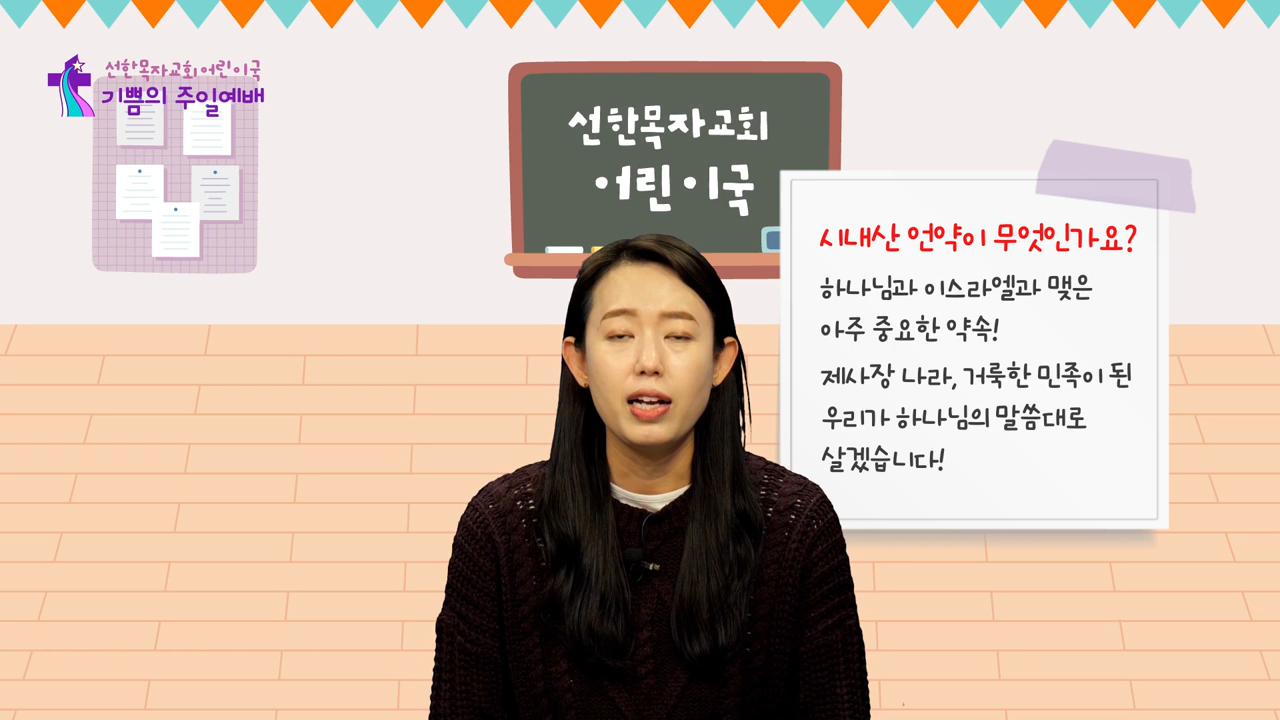 선한목자교회어린이국
기쁨의 주일예배
선한목자교회
어린이국
시내산 언약이 무엇인가요?
하나님과 이스라엘과 맺은
아주 중요한 약속!
제사장 나라, 거룩한 민족이 된
우리가 하나님의 말씀대로
살겠습니다!